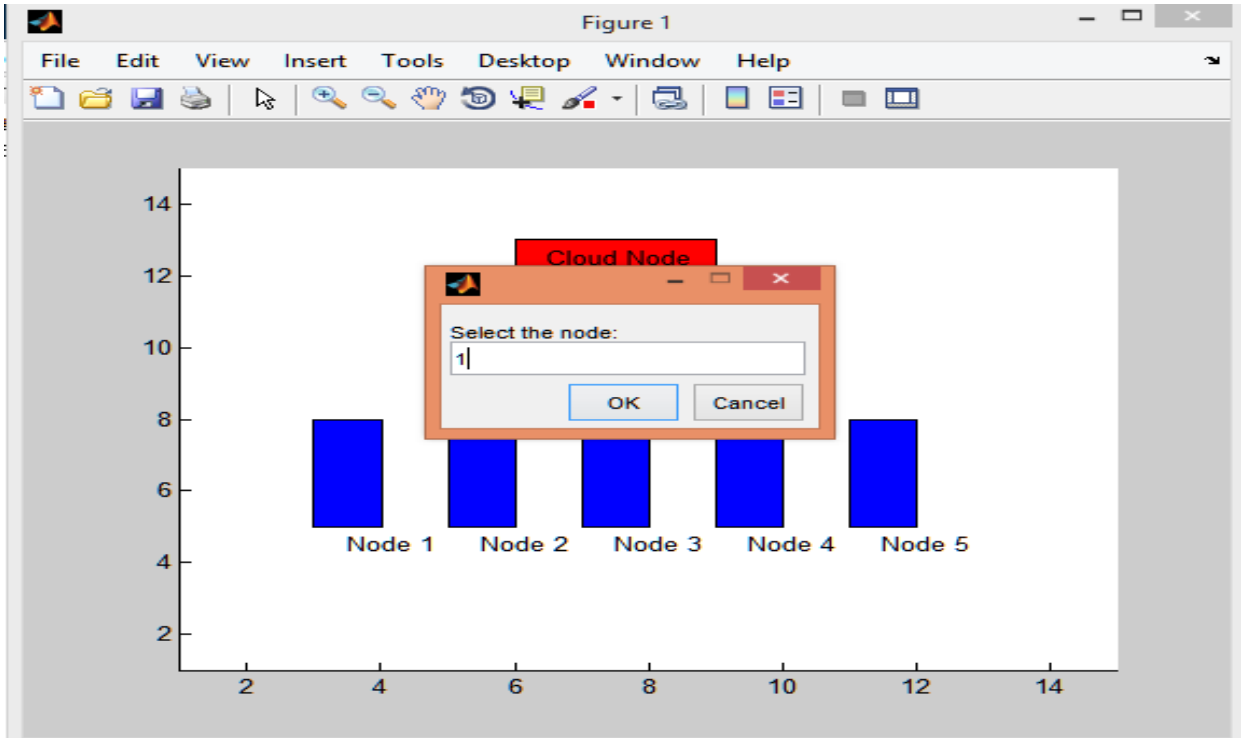 Figure 1
File Edit View Insert Tools Desktop Window Help
14
Cloud Node
12
Select the node:
10
1
OK Cancel
8
6
Node 1 Node 2 Node 3 Node 4 Node 5
4
2
2 4 6 8 10 12 14